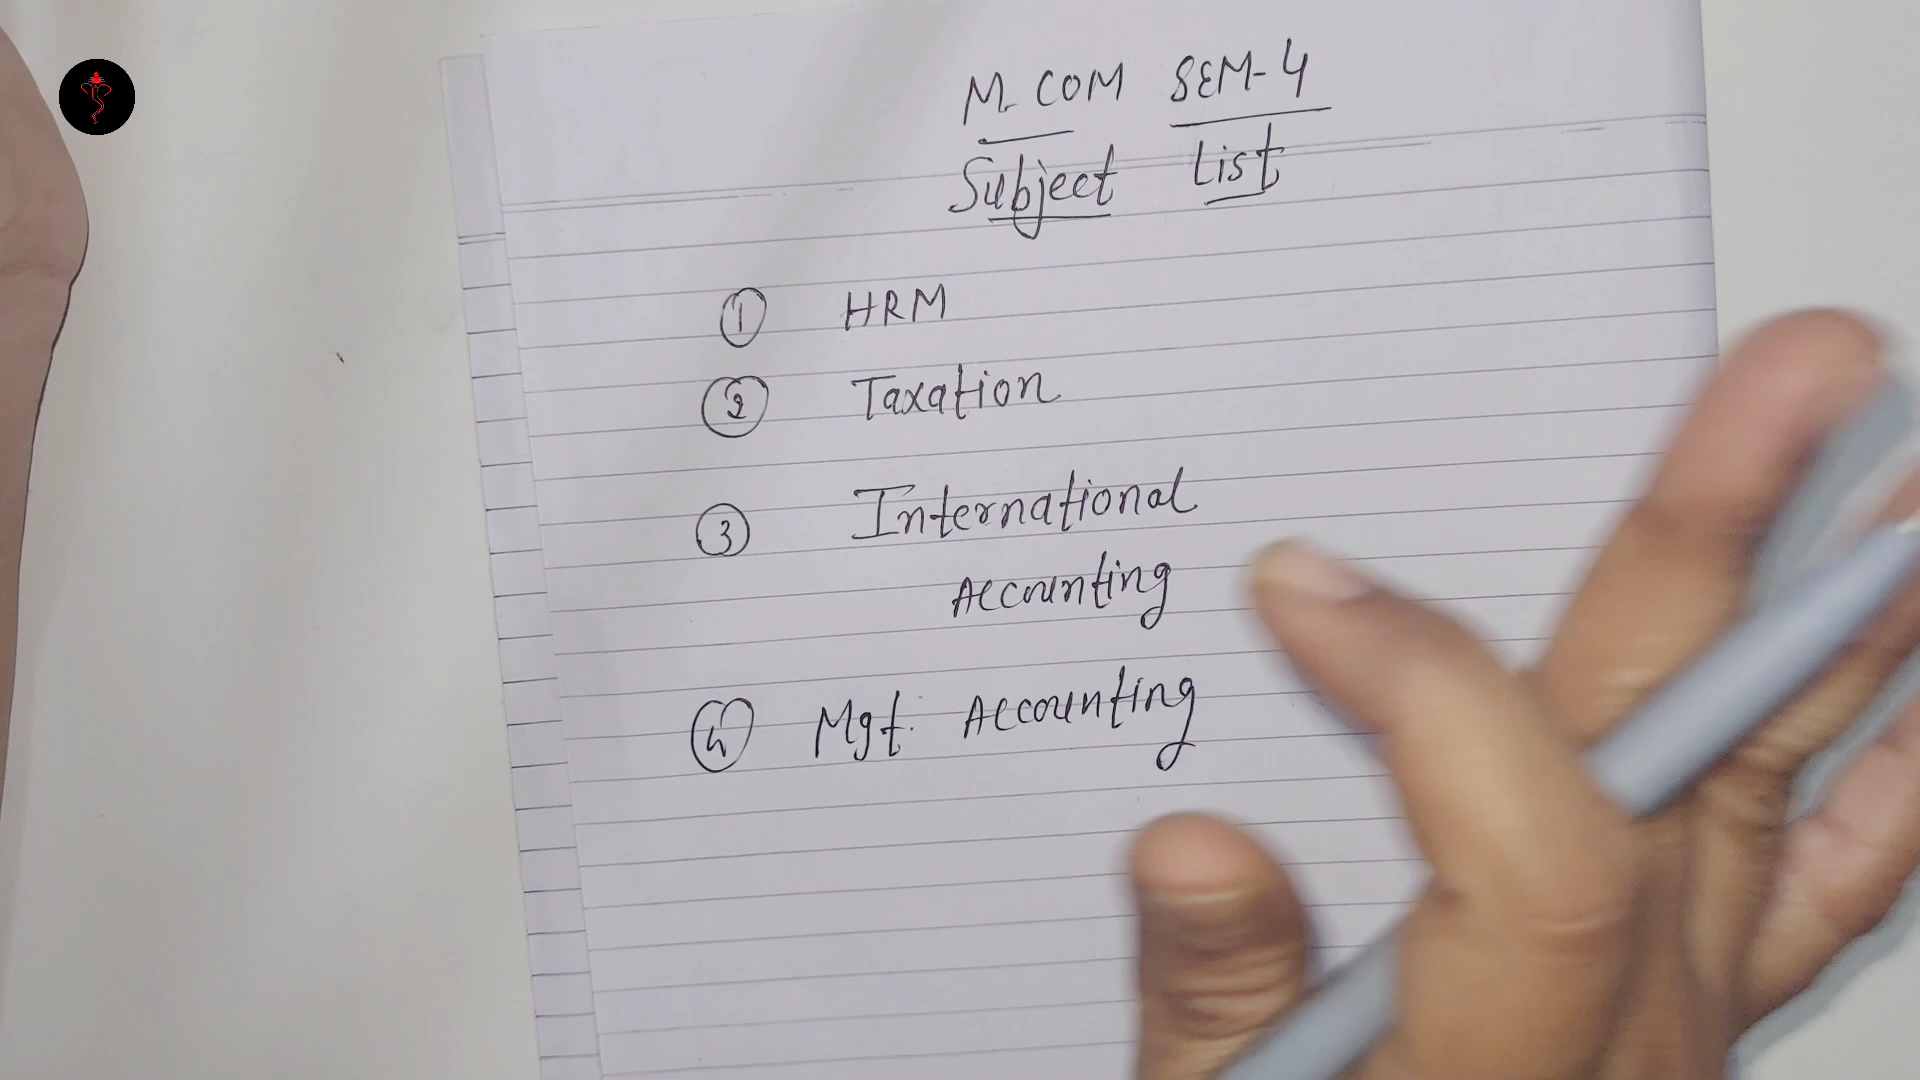 M. COM SEM-4
Subject List
1 HRM
2 Taxation
3 International
Accounting
4 Mgt. Accounting